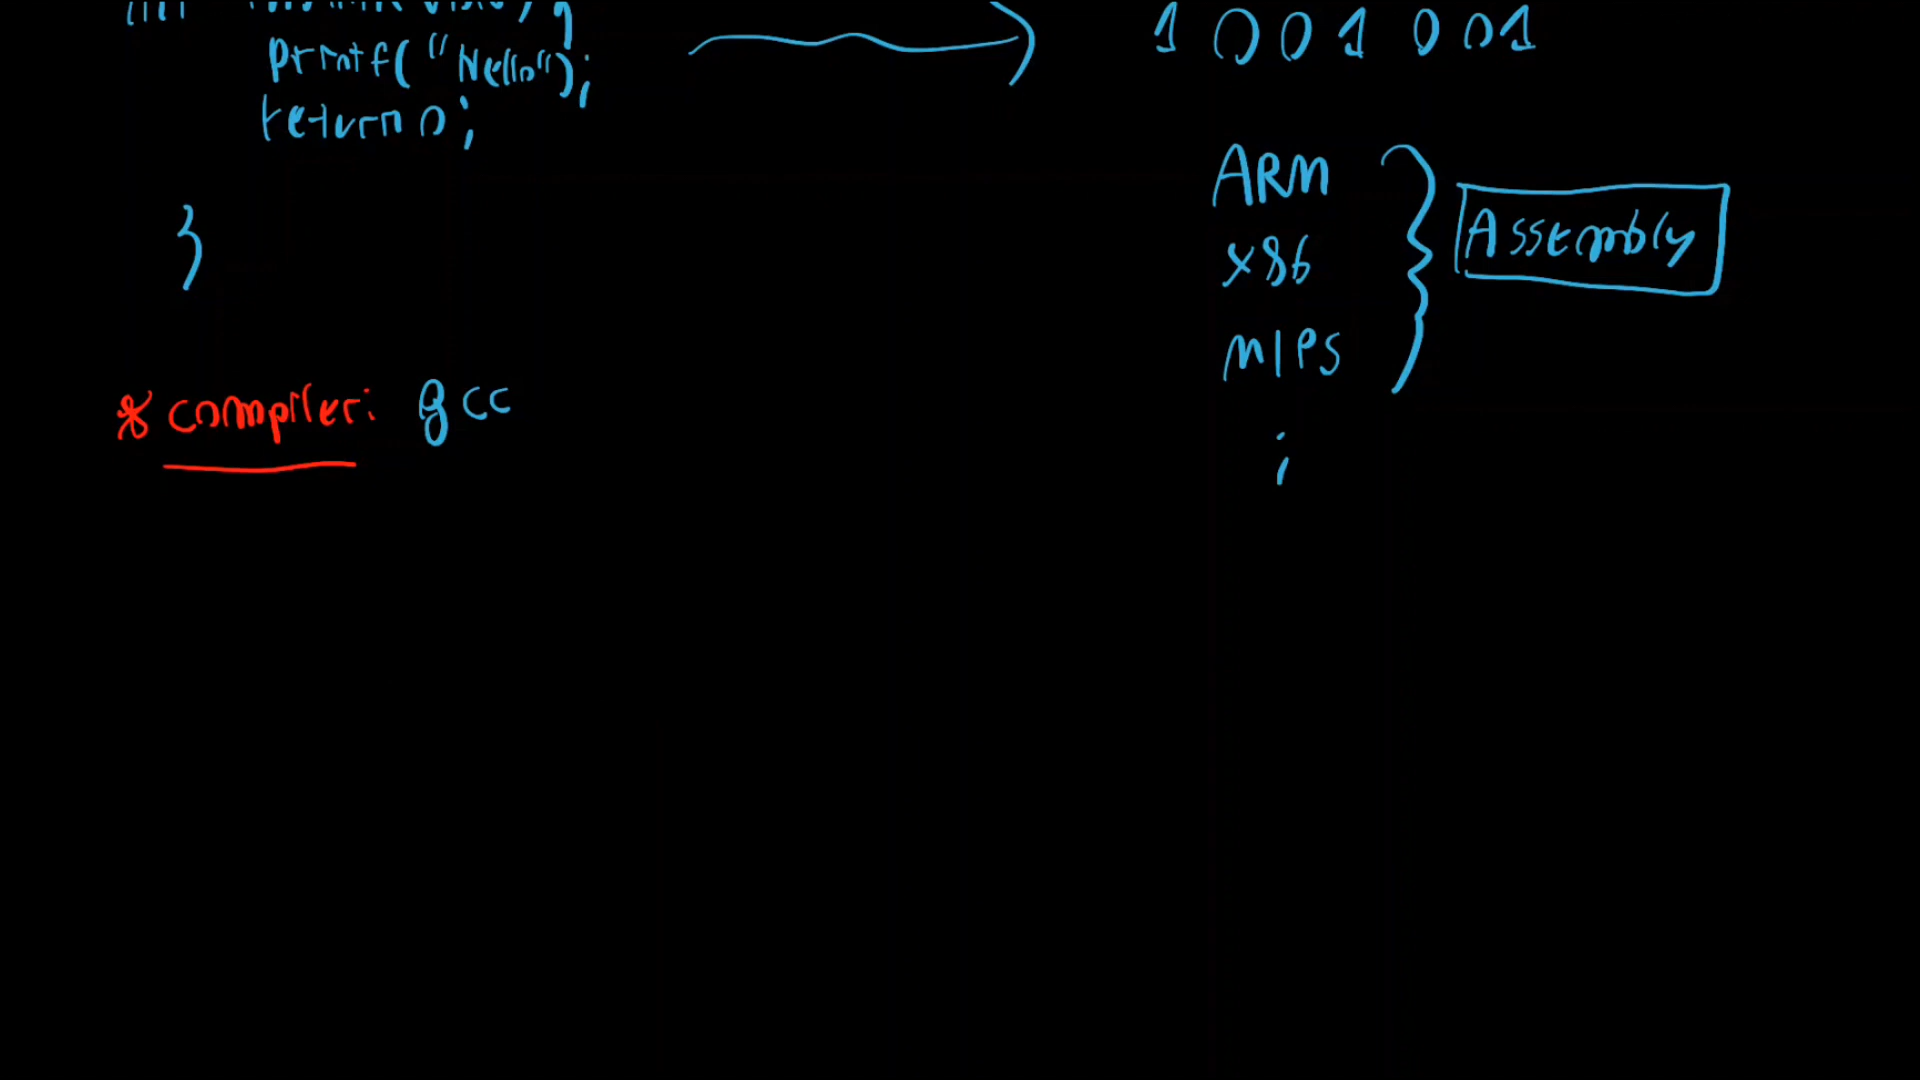 printf("Hello");
1001001
return 0;
ARM
Assembly
x86
}
MIPS
* compiler: gcc